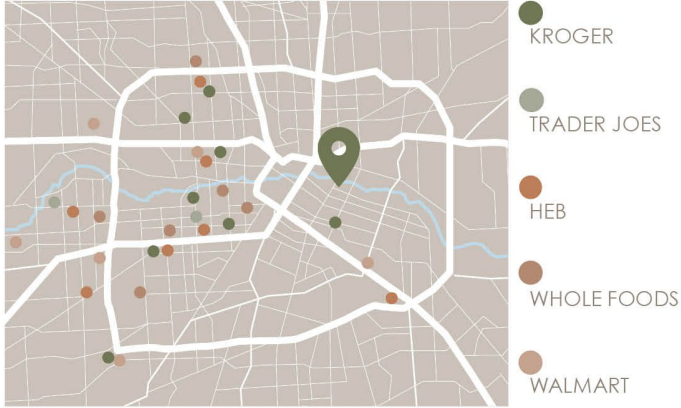 KROGER
TRADER JOES
HEB
WHOLE FOODS
WALMART